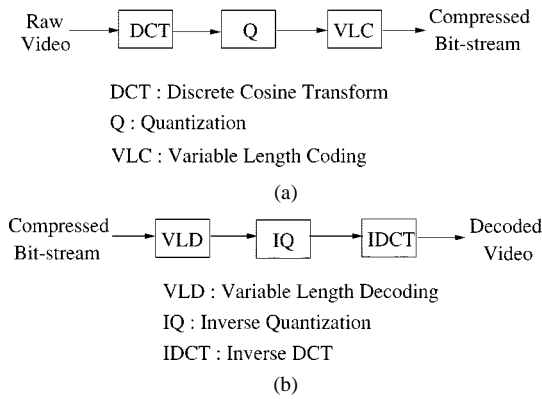 Raw Video DCT Q VLC Compressed Bit-stream
DCT : Discrete Cosine Transform
Q : Quantization
VLC : Variable Length Coding
(a)
Compressed Bit-stream VLD IQ IDCT Decoded Video
VLD : Variable Length Decoding
IQ : Inverse Quantization
IDCT : Inverse DCT
(b)